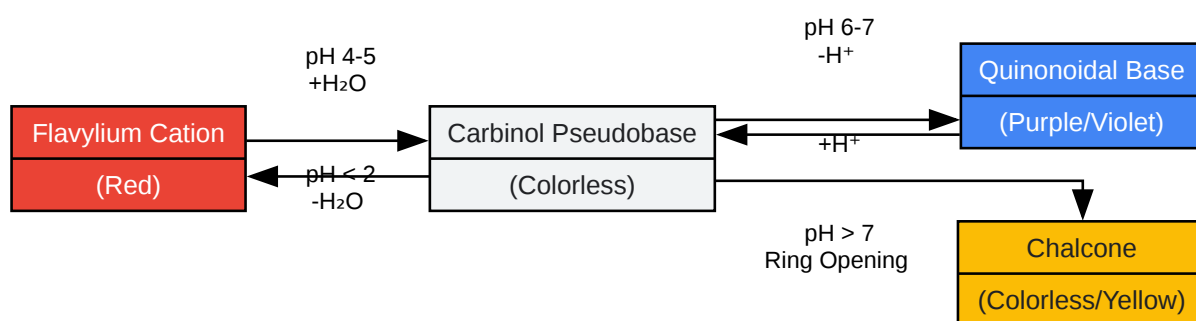 pH 4-5
+H₂O
Flavylium Cation
(Red)
pH < 2
-H₂O
Carbinol Pseudobase
(Colorless)
pH 6-7
-H⁺
+H⁺
Quinonoidal Base
(Purple/Violet)
pH > 7
Ring Opening
Chalcone
(Colorless/Yellow)